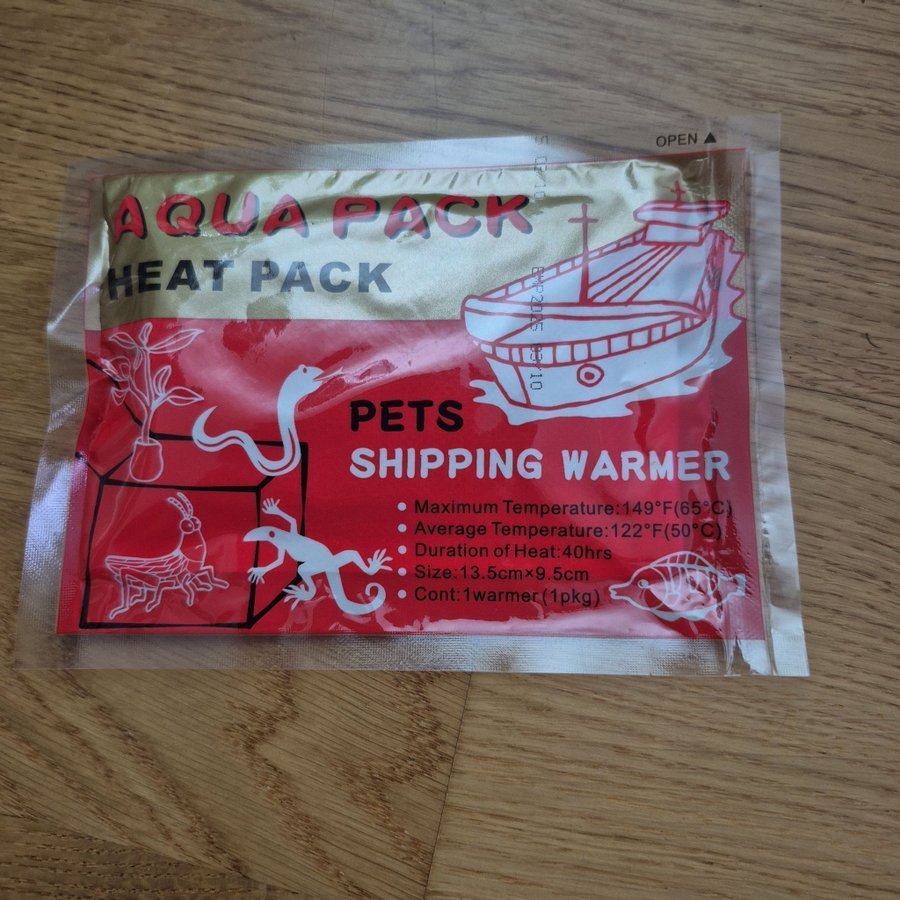 OPEN ▲
AQUA PACK
HEAT PACK
PETS
SHIPPING WARMER
• Maximum Temperature:149°F(65°C)
• Average Temperature:122°F(50°C)
• Duration of Heat:40hrs
• Size:13.5cm×9.5cm
• Cont:1warmer(1pkg)